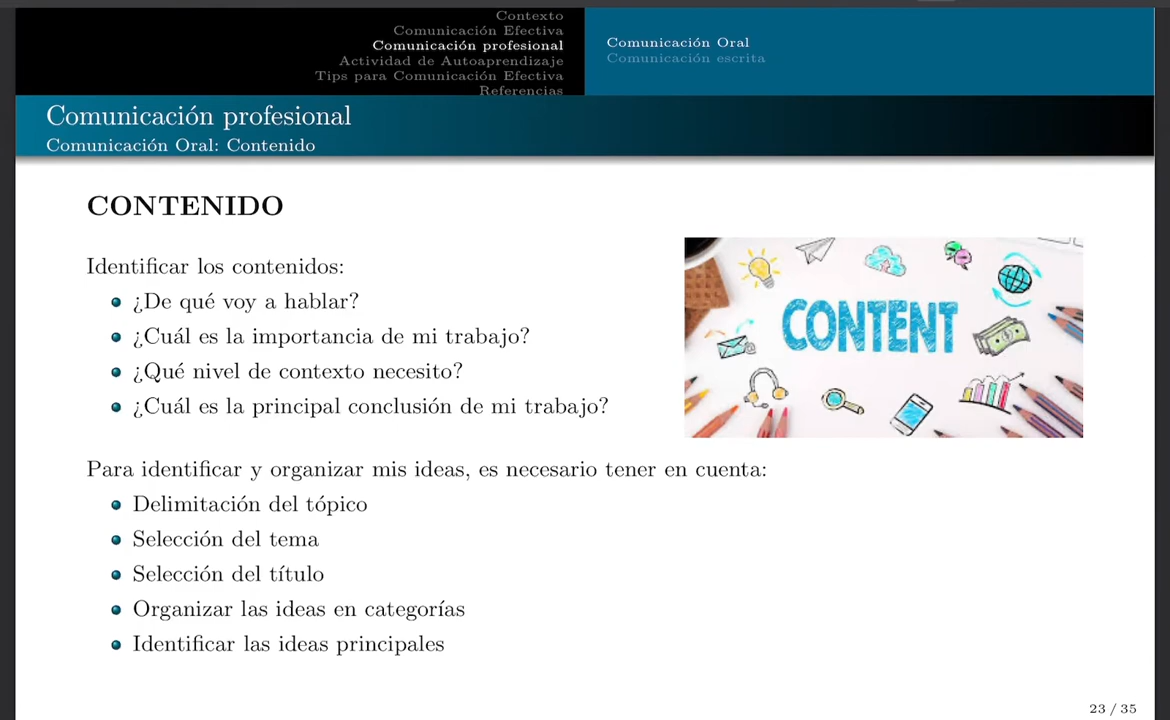 Contexto
Comunicación Efectiva
Comunicación profesional
Actividad de Autoaprendizaje
Tips para Comunicación Efectiva
Referencias
Comunicación Oral
Comunicación escrita
Comunicación profesional
Comunicación Oral: Contenido
CONTENIDO
Identificar los contenidos:
¿De qué voy a hablar?
¿Cuál es la importancia de mi trabajo?
¿Qué nivel de contexto necesito?
¿Cuál es la principal conclusión de mi trabajo?
CONTENT
Para identificar y organizar mis ideas, es necesario tener en cuenta:
Delimitación del tópico
Selección del tema
Selección del título
Organizar las ideas en categorías
Identificar las ideas principales
23 / 35